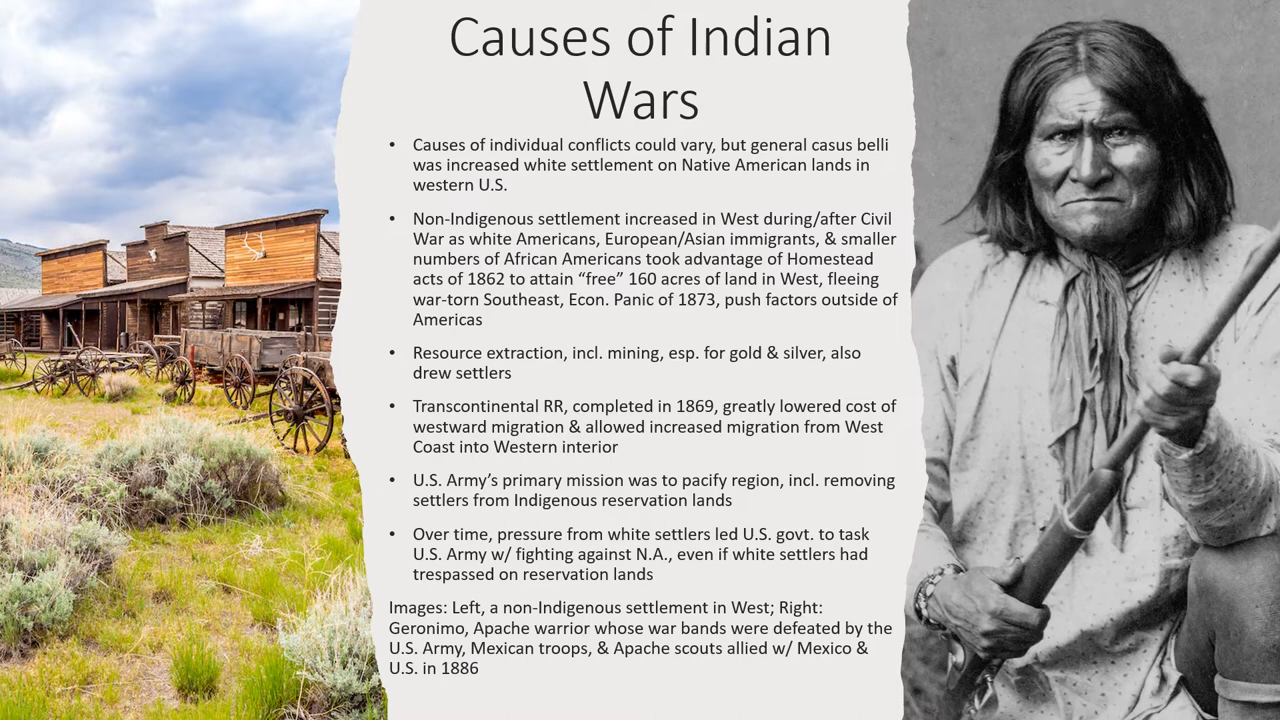 Causes of Indian
Wars
• Causes of individual conflicts could vary, but general casus belli
was increased white settlement on Native American lands in
western U.S.
• Non-Indigenous settlement increased in West during/after Civil
War as white Americans, European/Asian immigrants, & smaller
numbers of African Americans took advantage of Homestead
acts of 1862 to attain “free” 160 acres of land in West, fleeing
war-torn Southeast, Econ. Panic of 1873, push factors outside of
Americas
• Resource extraction, incl. mining, esp. for gold & silver, also
drew settlers
• Transcontinental RR, completed in 1869, greatly lowered cost of
westward migration & allowed increased migration from West
Coast into Western interior
• U.S. Army’s primary mission was to pacify region, incl. removing
settlers from Indigenous reservation lands
• Over time, pressure from white settlers led U.S. govt. to task
U.S. Army w/ fighting against N.A., even if white settlers had
trespassed on reservation lands
Images: Left, a non-Indigenous settlement in West; Right:
Geronimo, Apache warrior whose war bands were defeated by the
U.S. Army, Mexican troops, & Apache scouts allied w/ Mexico &
U.S. in 1886